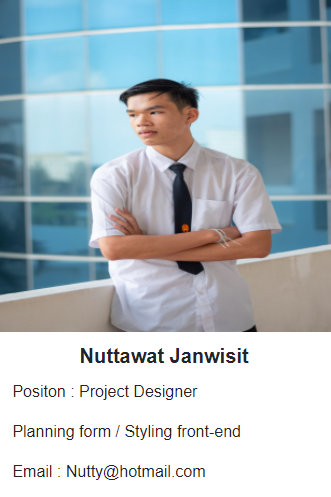 Nuttawat Janwisit
Positon : Project Designer
Planning form / Styling front-end
Email : Nutty@hotmail.com